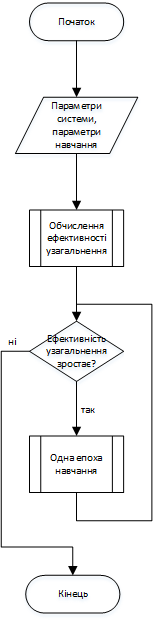 Початок
Параметри
системи,
параметри
навчання
Обчислення
ефективності
узагальнення
ні
Ефективність
узагальнення
зростає?
так
Одна епоха
навчання
Кінець